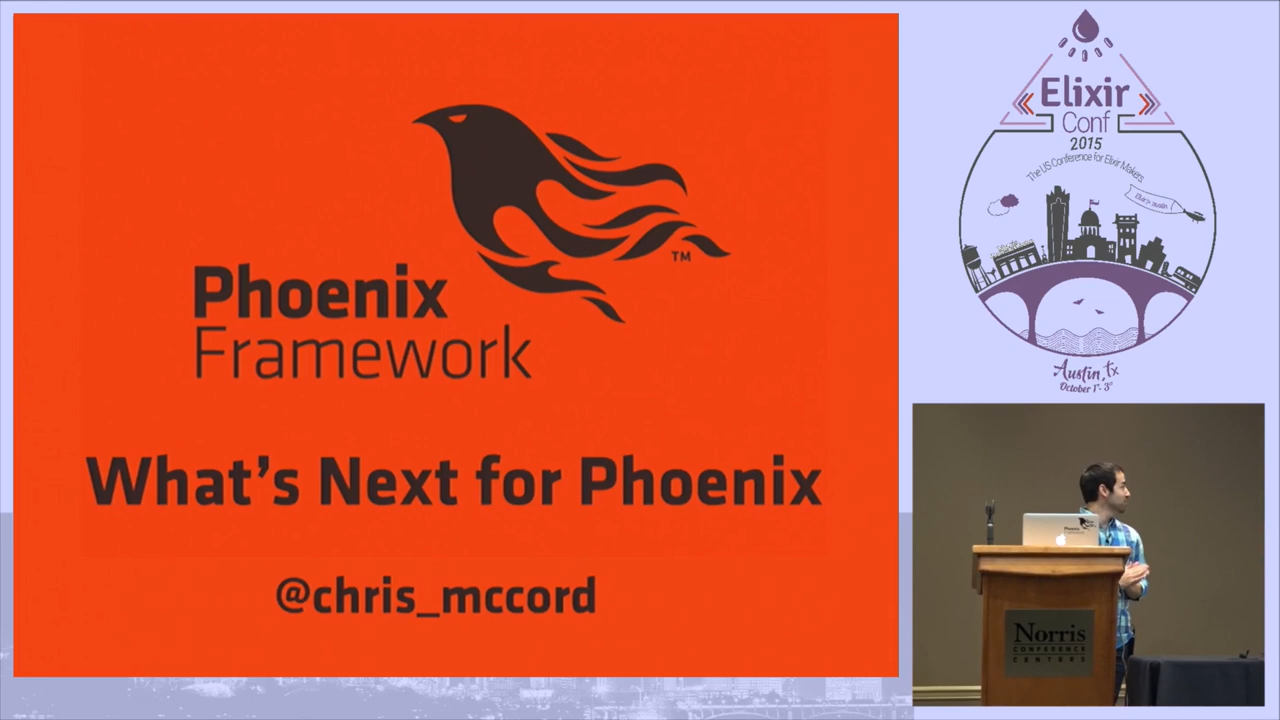 Phoenix
Framework
TM
What's Next for Phoenix
@chris_mccord
Elixir
Conf
2015
The US Conference for Elixir Makers
Austin, Tx
October 1st - 3rd
Phoenix
Norris
CONFERENCE
CENTERS